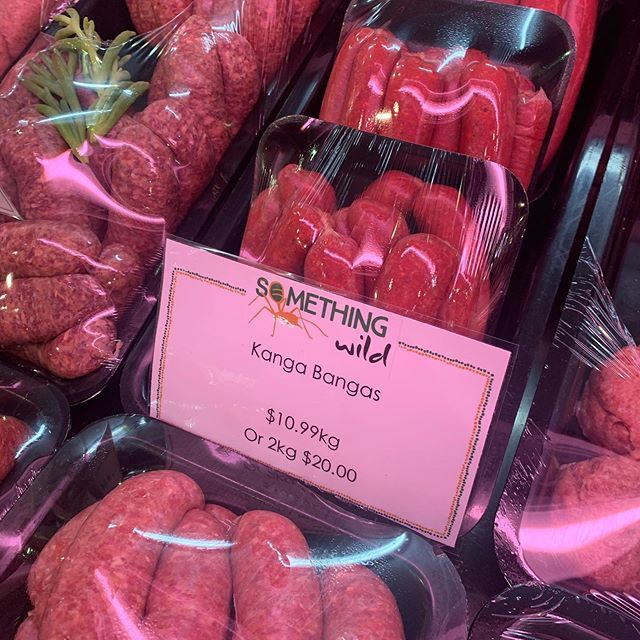 SOMETHING
wild
Kanga Bangas
$10.99kg
Or 2kg $20.00